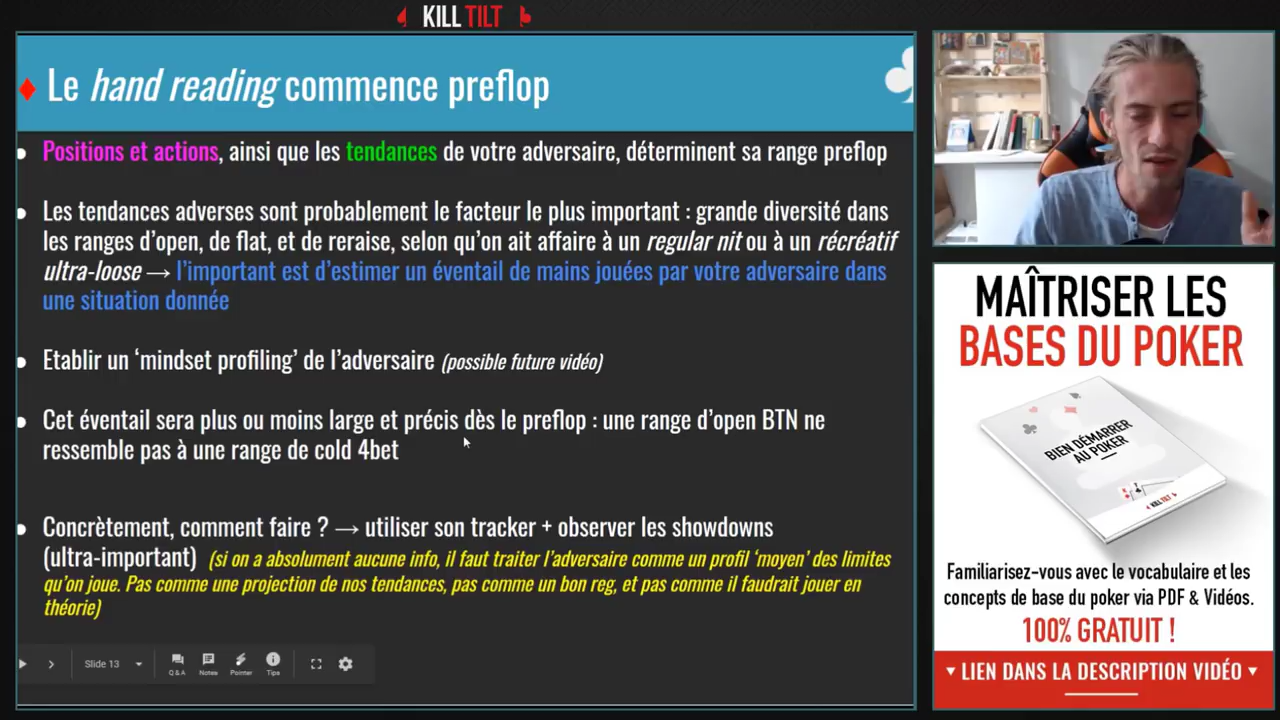 KILL TILT
Le hand reading commence preflop
Positions et actions, ainsi que les tendances de votre adversaire, déterminent sa range preflop
Les tendances adverses sont probablement le facteur le plus important : grande diversité dans
les ranges d'open, de flat, et de reraise, selon qu'on ait affaire à un regular nit ou à un récréatif
ultra-loose → l'important est d'estimer un éventail de mains jouées par votre adversaire dans
une situation donnée
Etablir un 'mindset profiling' de l'adversaire (possible future vidéo)
Cet éventail sera plus ou moins large et précis dès le preflop : une range d'open BTN ne
ressemble pas à une range de cold 4bet
Concrètement, comment faire ? → utiliser son tracker + observer les showdowns
(ultra-important) (si on a absolument aucune info, il faut traiter l'adversaire comme un profil 'moyen' des limites
qu'on joue. Pas comme une projection de nos tendances, pas comme un bon reg, et pas comme il faudrait jouer en
théorie)
Slide 13
Q & A
Notes
Pointer
Tips
MAÎTRISER LES
BASES DU POKER
BIEN DÉMARRER
AU POKER
KILLTILT
Familiarisez-vous avec le vocabulaire et les
concepts de base du poker via PDF & Vidéos.
100% GRATUIT !
LIEN DANS LA DESCRIPTION VIDÉO